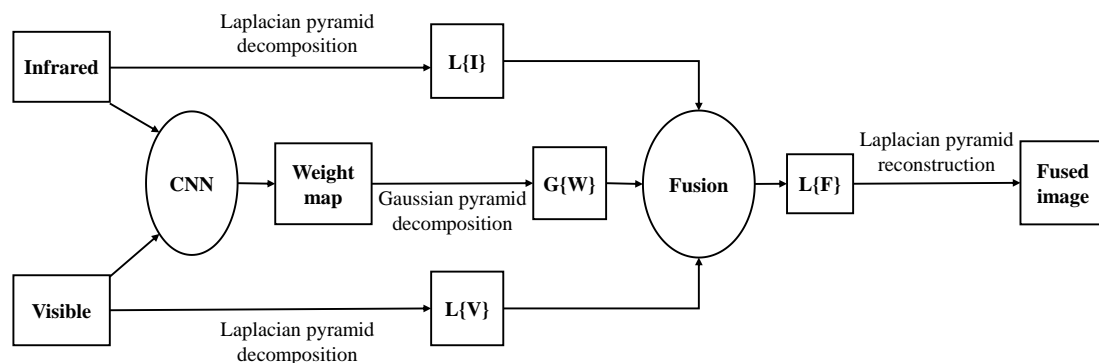 Laplacian pyramid
decomposition
Infrared
L{I}
CNN
Weight
map
Gaussian pyramid
decomposition
G{W}
Fusion
L{F}
Laplacian pyramid
reconstruction
Fused
image
Visible
L{V}
Laplacian pyramid
decomposition